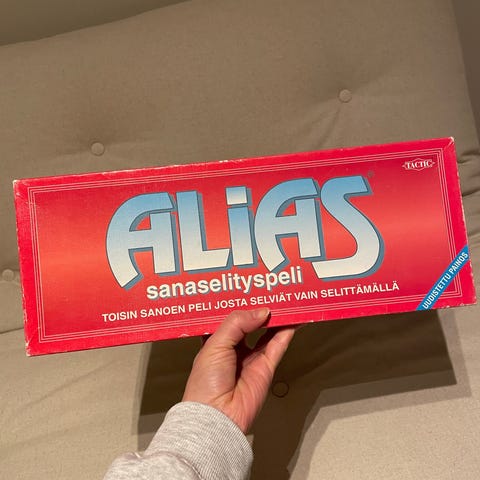 TACTIC
ALiAS®
sanaselityspeli
TOISIN SANOEN PELI JOSTA SELVIÄT VAIN SELITTÄMÄLLÄ
UUDISTETTU PAINOS